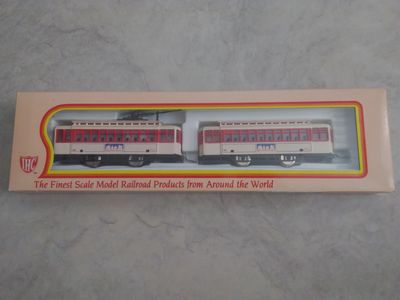 IHC
The Finest Scale Model Railroad Products from Around the World